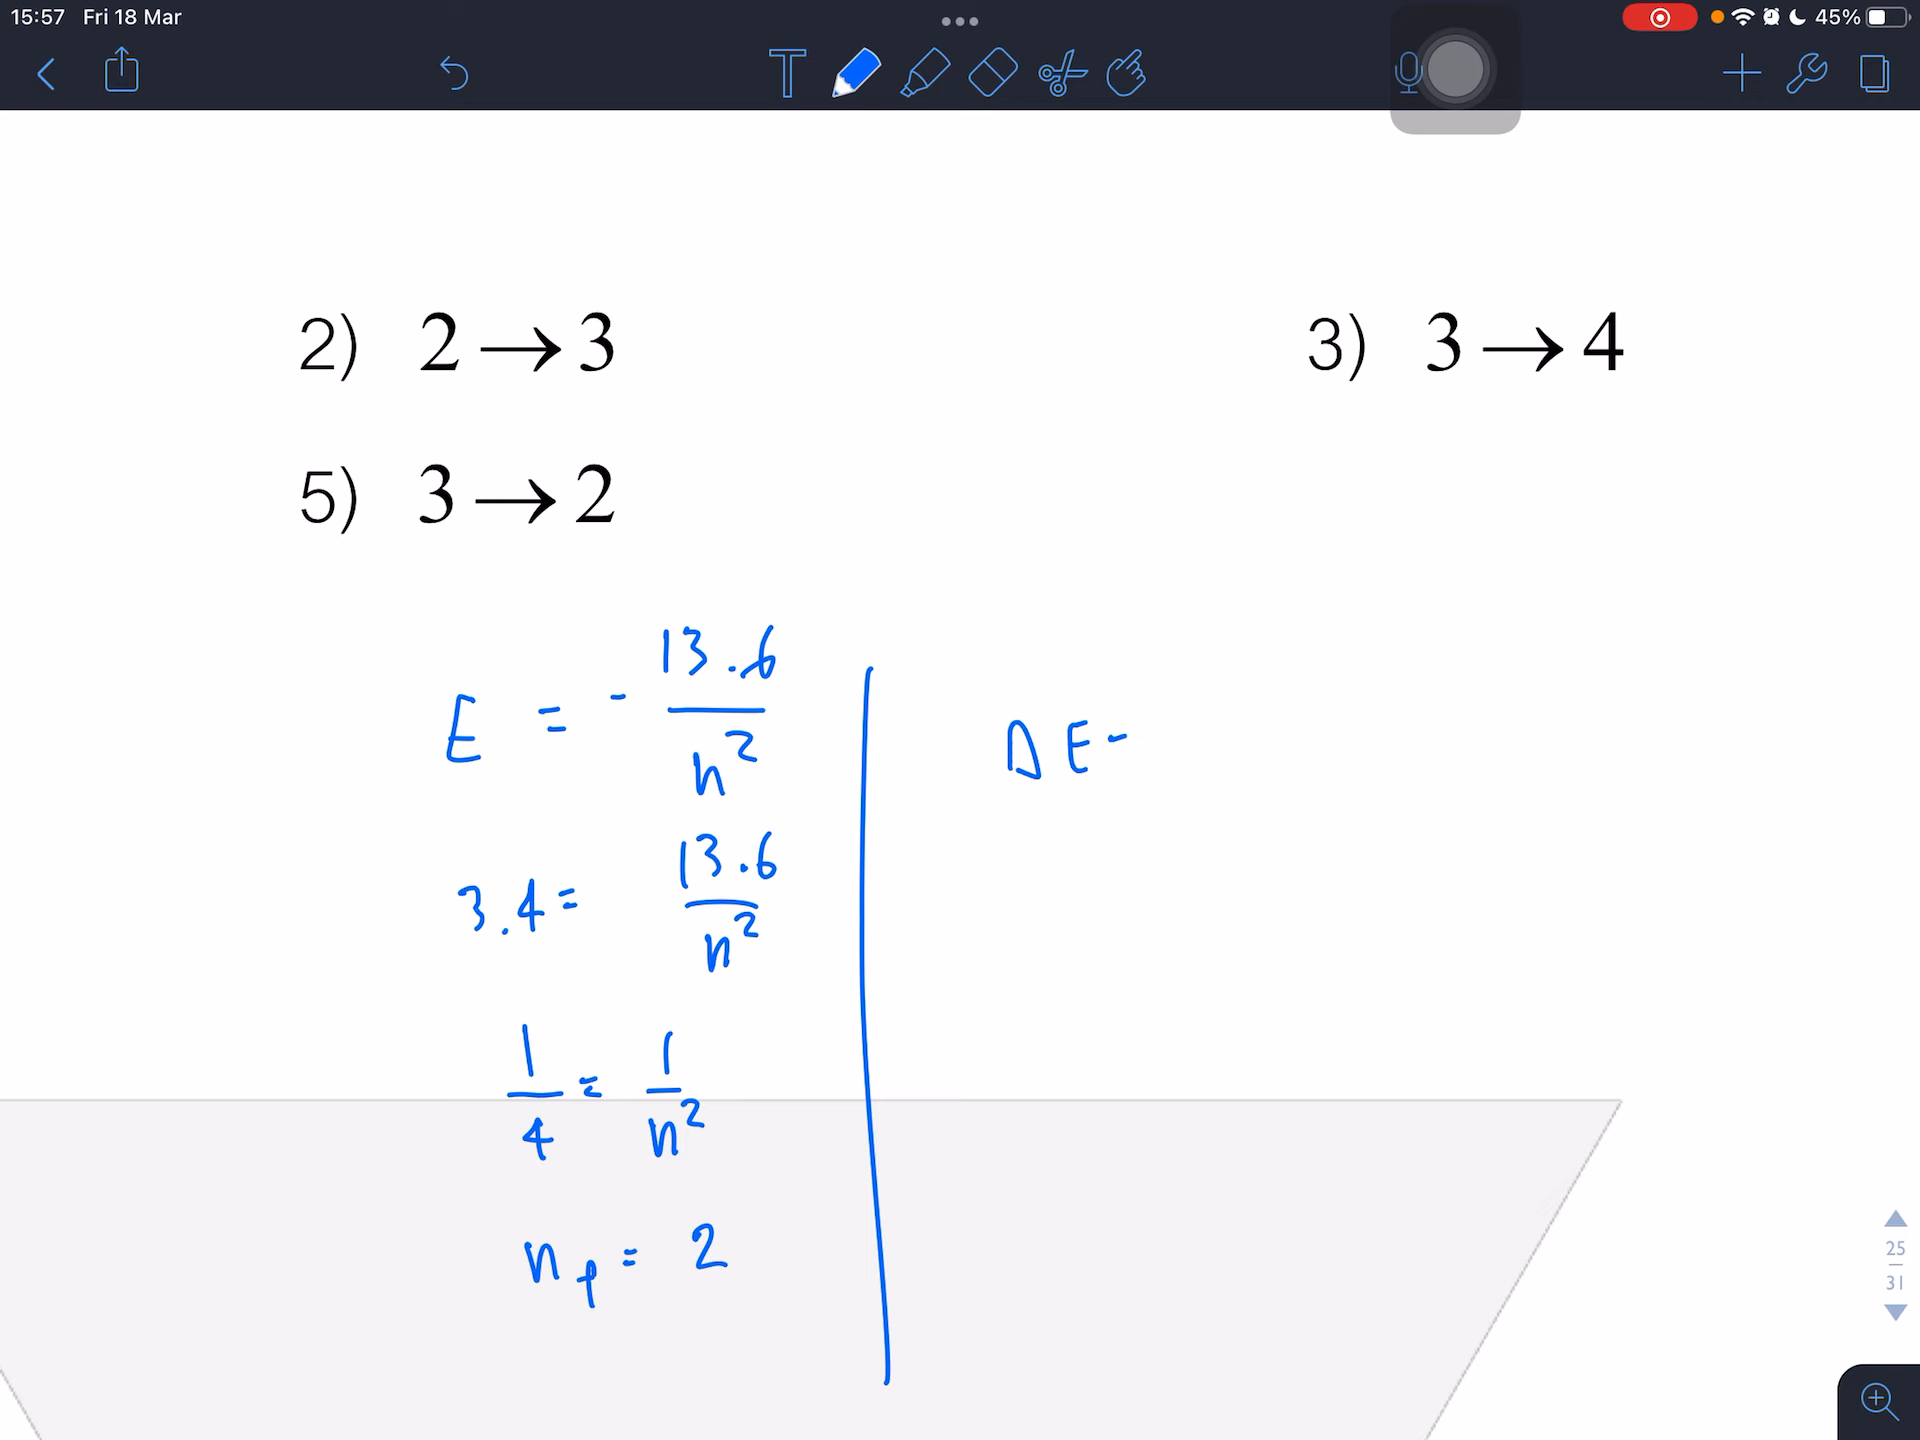 15:57 Fri 18 Mar
45%
2) 2 → 3
3) 3 → 4
5) 3 → 2
E = - 13.6 / n²
3.4 = 13.6 / n²
1/4 = 1/n²
n_f = 2
Δ E -
25
31